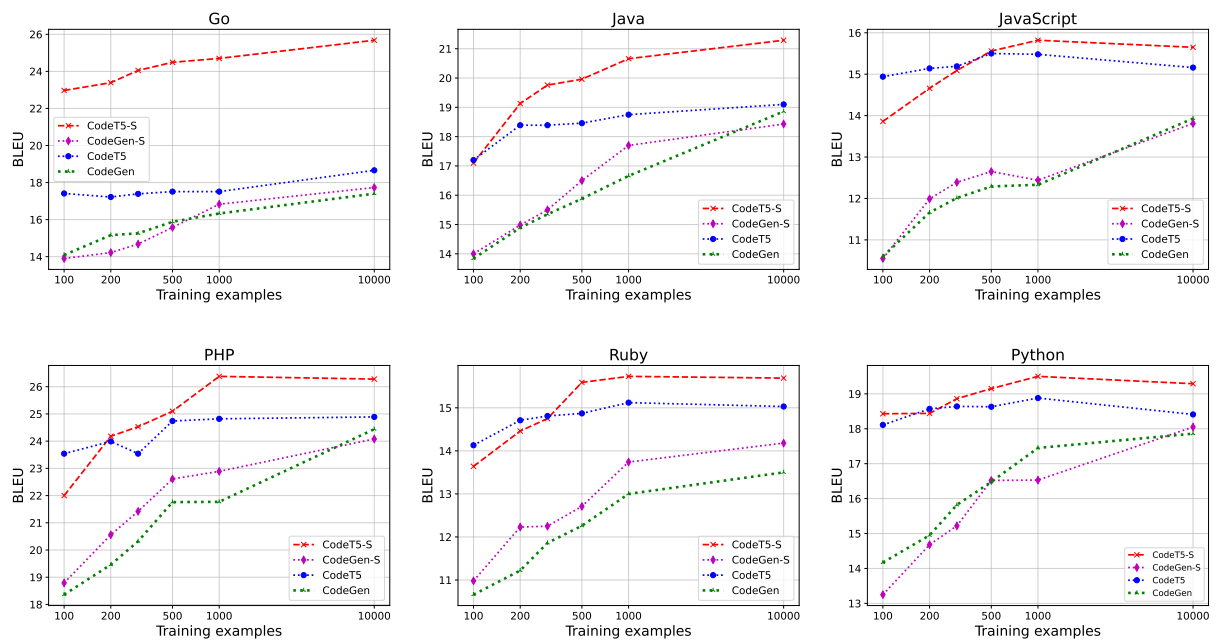 Go
26
24
22
20
18
16
14
BLEU
CodeT5-S
CodeGen-S
CodeT5
CodeGen
100 200 500 1000 10000
Training examples
Java
21
20
19
18
17
16
15
14
BLEU
CodeT5-S
CodeGen-S
CodeT5
CodeGen
100 200 500 1000 10000
Training examples
JavaScript
16
15
14
13
12
11
BLEU
CodeT5-S
CodeGen-S
CodeT5
CodeGen
100 200 500 1000 10000
Training examples
PHP
26
25
24
23
22
21
20
19
18
BLEU
CodeT5-S
CodeGen-S
CodeT5
CodeGen
100 200 500 1000 10000
Training examples
Ruby
15
14
13
12
11
BLEU
CodeT5-S
CodeGen-S
CodeT5
CodeGen
100 200 500 1000 10000
Training examples
Python
19
18
17
16
15
14
13
BLEU
CodeT5-S
CodeGen-S
CodeT5
CodeGen
100 200 500 1000 10000
Training examples